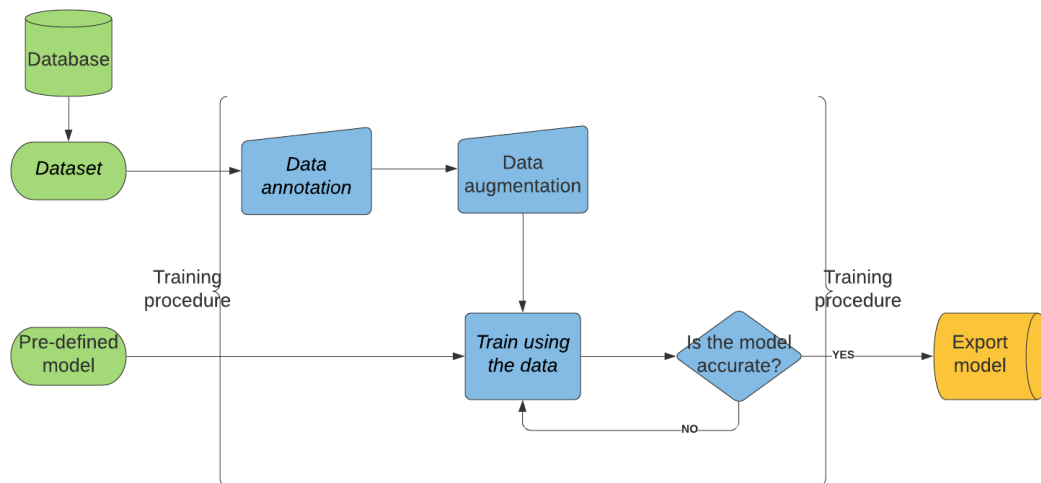 Database
Dataset
Data
annotation
Data
augmentation
Training
procedure
Training
procedure
Pre-defined
model
Train using
the data
Is the model
accurate?
YES
Export
model
NO